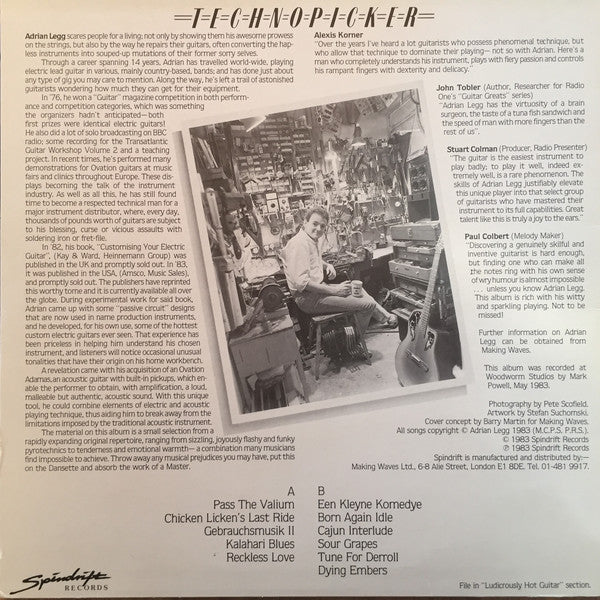 TECHNOPICKER
Adrian Legg scares people for a living; not only by showing them his awesome prowess
on the strings, but also by the way he repairs their guitars, often converting the hap-
less instruments into souped-up mutations of their former sorry selves.
Through a career spanning 14 years, Adrian has travelled world-wide, playing
electric lead guitar in various, mainly country-based, bands; and has done just about
any type of gig you may care to mention. Along the way, he's left a trail of astonished
guitarists wondering how much they can get for their equipment.
In '76, he won a "Guitar" magazine competition in both perform-
ance and competition categories, which was something
the organizers hadn't anticipated – both
first prizes were identical electric guitars!
He also did a lot of solo broadcasting on BBC
radio; some recording for the Transatlantic
Guitar Workshop Volume 2 and a teaching
project. In recent times, he's performed many
demonstrations for Ovation guitars at music
fairs and clinics throughout Europe. These dis-
plays becoming the talk of the instrument
industry. As well as all this, he has still found
time to become a respected technical man for a
major instrument distributor, where, every day,
thousands of pounds worth of guitars are subject
to his blessing, curse or vicious assaults with
soldering iron or fret-file.
In '82, his book, "Customising Your Electric
Guitar", (Kay & Ward, Heinnemann Group) was
published in the UK and promptly sold out. In '83,
it was published in the USA, (Amsco, Music Sales),
and promptly sold out. The publishers have reprinted
this worthy tome and it is currently available all over
the globe. During experimental work for said book,
Adrian came up with some "passive circuit" designs
that are now used in name production instruments,
and he developed, for his own use, some of the hottest
custom electric guitars ever seen. That experience has
been priceless in helping him understand his chosen
instrument, and listeners will notice occasional unusual
tonalities that have their origin on his home workbench.
A revelation came with his acquisition of an Ovation
Adamas, an acoustic guitar with built-in pickups, which en-
able the performer to obtain, with amplification, a loud,
malleable but authentic, acoustic sound. With this unique
tool, he could combine elements of electric and acoustic
playing technique, thus aiding him to break away from the
limitations imposed by the traditional acoustic instrument.
The material on this album is a small selection from a
rapidly expanding original repertoire, ranging from sizzling, joyously flashy and funky
pyrotechnics to tenderness and emotional warmth – a combination many musicians
find impossible to achieve. Throw away any musical prejudices you may have, put this
on the Dansette and absorb the work of a Master.
Alexis Korner
"Over the years I've heard a lot guitarists who possess phenomenal technique, but
who allow that technique to dominate their playing – not so with Adrian. Here's a
man who completely understands his instrument, plays with fiery passion and controls
his rampant fingers with dexterity and delicacy."
John Tobler (Author, Researcher for Radio
One's "Guitar Greats" series)
"Adrian Legg has the virtuosity of a brain
surgeon, the taste of a tuna fish sandwich and
the speed of man with more fingers than the
rest of us".
Stuart Colman (Producer, Radio Presenter)
"The guitar is the easiest instrument to
play badly; to play it well, indeed ex-
tremely well, is a rare phenomenon. The
skills of Adrian Legg justifiably elevate
this unique player into that select group
of guitarists who have mastered their
instrument to its full capabilities. Great
talent like this is truly a joy to the ears."
Paul Colbert (Melody Maker)
"Discovering a genuinely skilful and
inventive guitarist is hard enough,
but finding one who can make all
the notes ring with his own sense
of wry humour is almost impossible
... unless you know Adrian Legg.
This album is rich with his witty
and sparkling playing. Not to be
missed!
Further information on Adrian
Legg can be obtained from
Making Waves.
This album was recorded at
Woodworm Studios by Mark
Powell, May 1983.
Photography by Pete Scofield.
Artwork by Stefan Suchomski.
Cover concept by Barry Martin for Making Waves.
All songs copyright © Adrian Legg 1983 (M.C.P.S. P.R.S.).
© 1983 Spindrift Records
℗ 1983 Spindrift Records
Spindrift is manufactured and distributed by:-
Making Waves Ltd., 6-8 Alie Street, London E1 8DE. Tel. 01-481 9917.
A
Pass The Valium
Chicken Licken's Last Ride
Gebrauchsmusik II
Kalahari Blues
Reckless Love
B
Een Kleyne Komedye
Born Again Idle
Cajun Interlude
Sour Grapes
Tune For Derroll
Dying Embers
Spindrift
RECORDS
File in "Ludicrously Hot Guitar" section.